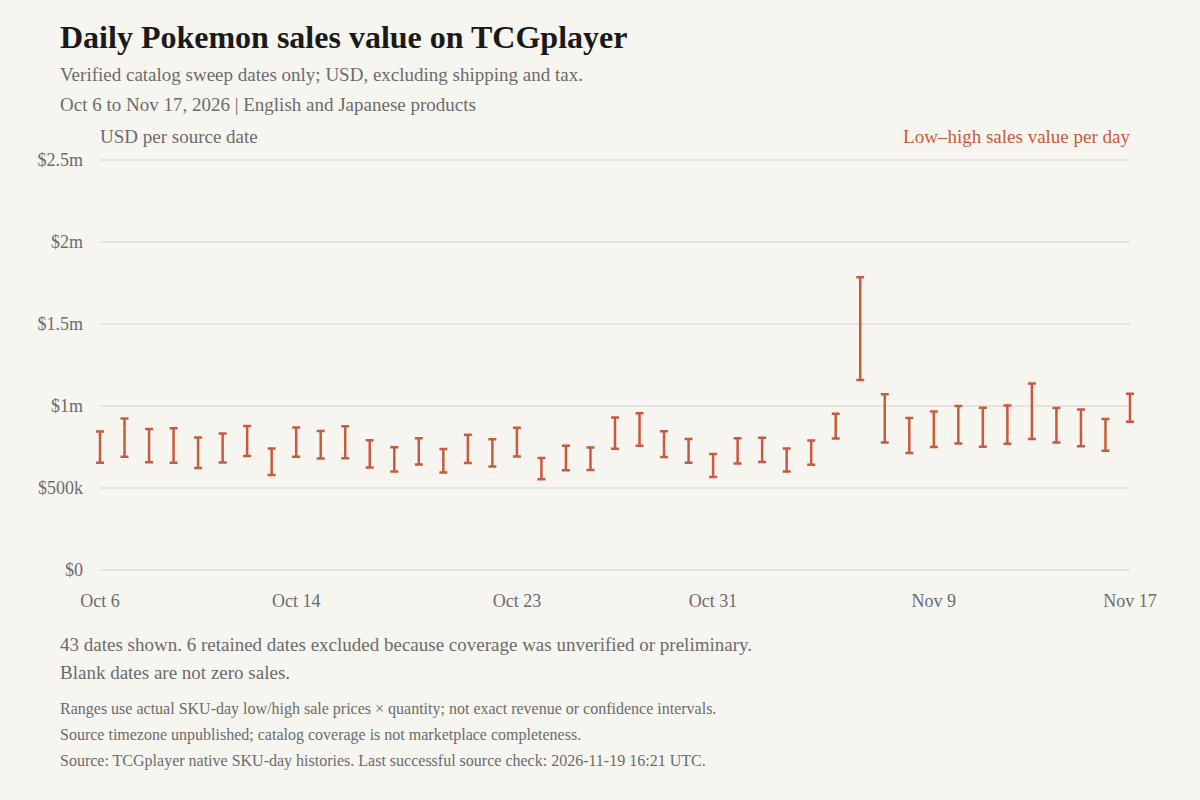 Daily Pokemon sales value on TCGplayer
Verified catalog sweep dates only; USD, excluding shipping and tax.
Oct 6 to Nov 17, 2026 | English and Japanese products
USD per source date
Low–high sales value per day
$2.5m
$2m
$1.5m
$1m
$500k
$0
Oct 6
Oct 14
Oct 23
Oct 31
Nov 9
Nov 17
43 dates shown. 6 retained dates excluded because coverage was unverified or preliminary.
Blank dates are not zero sales.
Ranges use actual SKU-day low/high sale prices × quantity; not exact revenue or confidence intervals.
Source timezone unpublished; catalog coverage is not marketplace completeness.
Source: TCGplayer native SKU-day histories. Last successful source check: 2026-11-19 16:21 UTC.